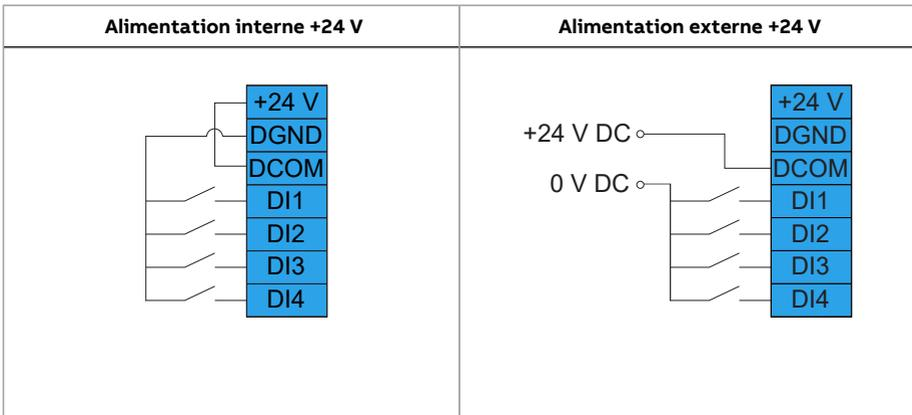 Alimentation interne +24 V
Alimentation externe +24 V
+24 V
DGND
DCOM
DI1
DI2
DI3
DI4
+24 V DC
0 V DC
+24 V
DGND
DCOM
DI1
DI2
DI3
DI4